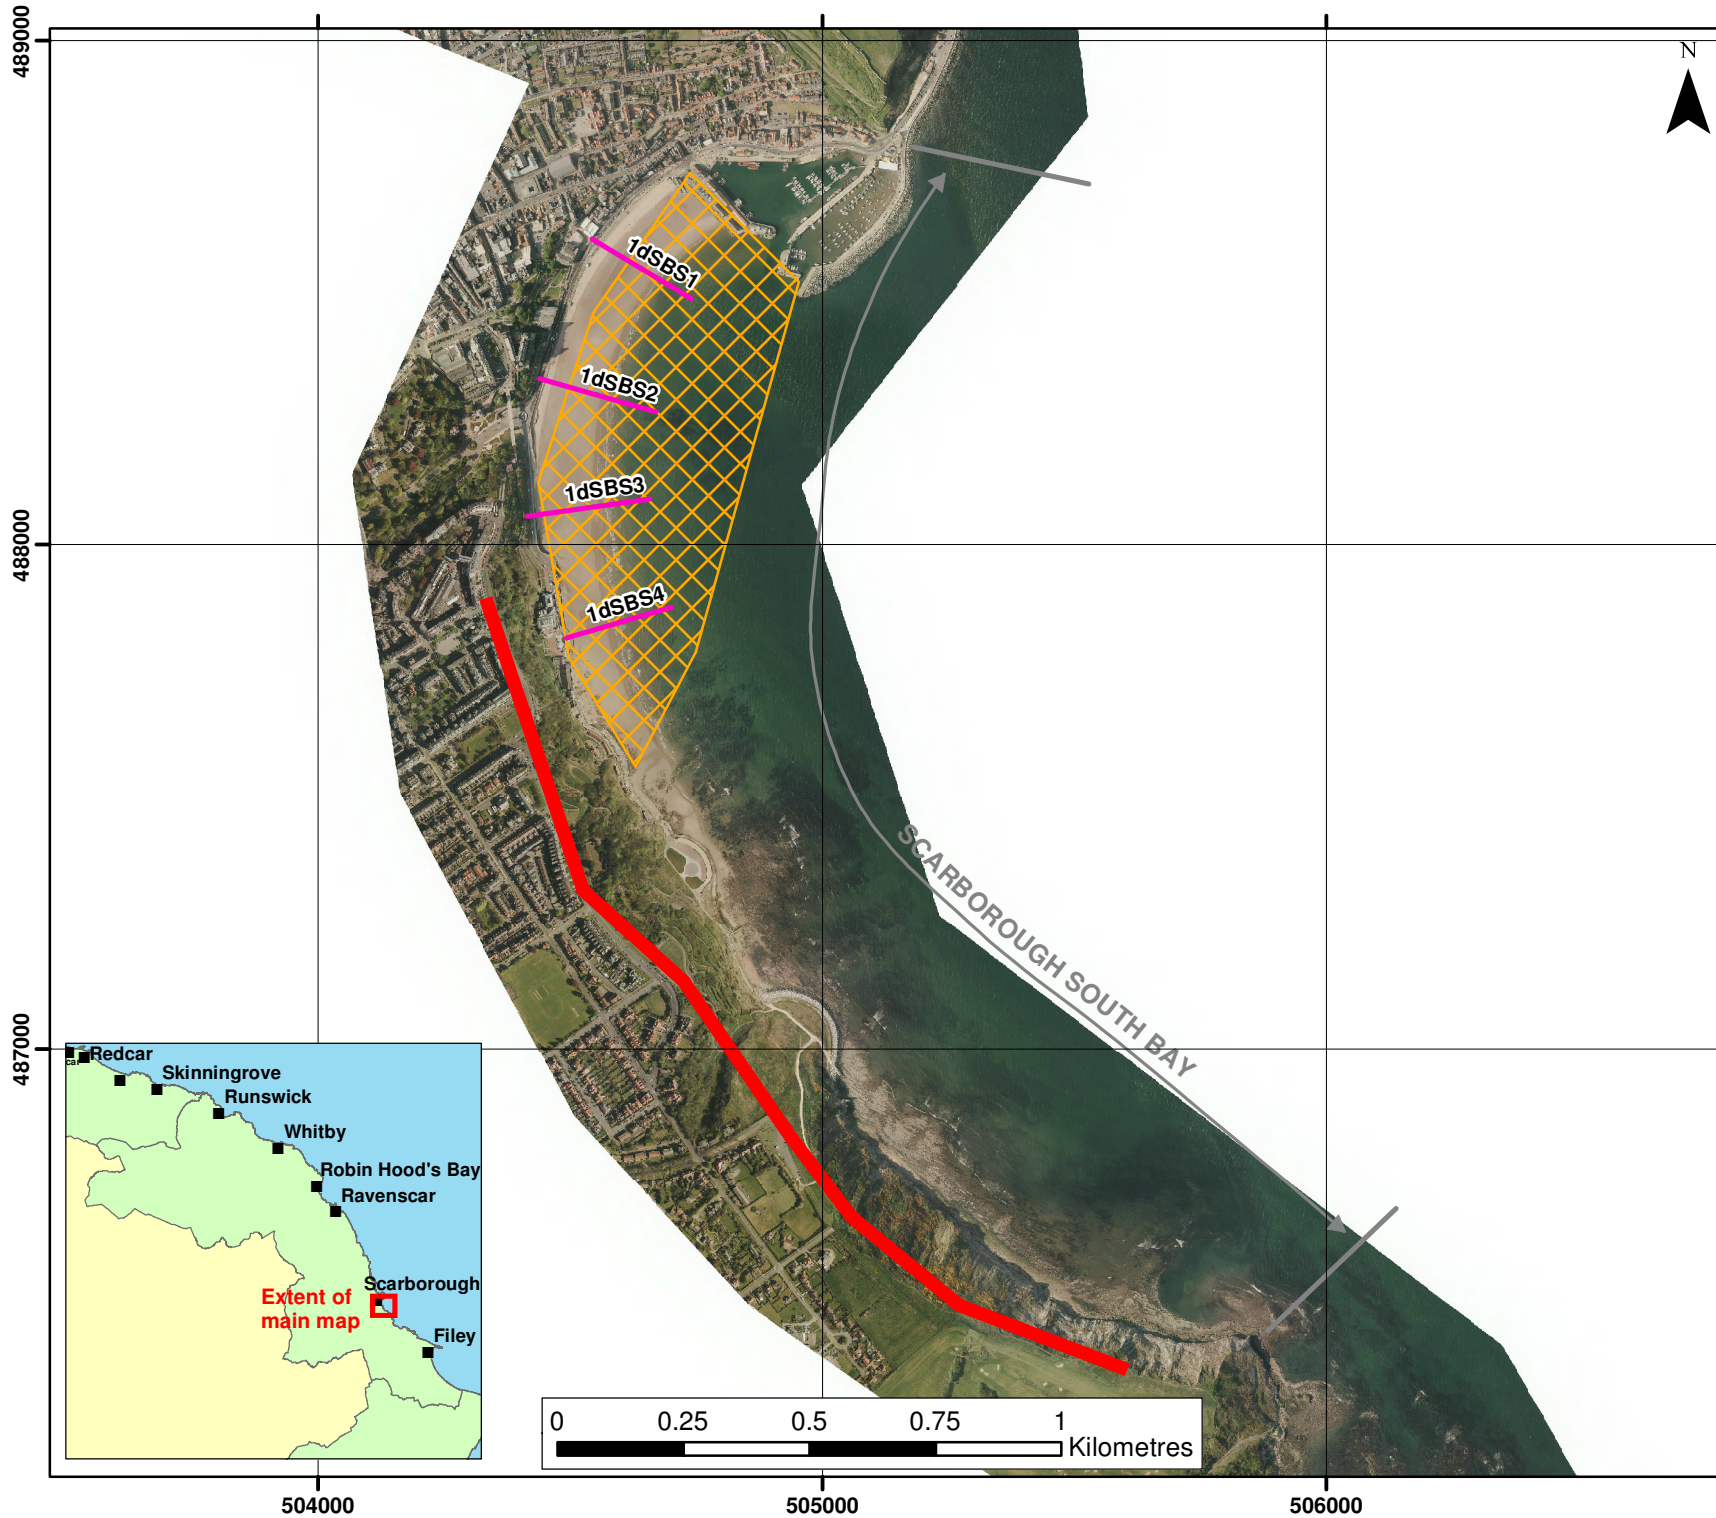 489000
N
1dSBS1
1dSBS2
1dSBS3
488000
1dSBS4
SCARBOROUGH SOUTH BAY
487000
Redcar
car
Skinningrove
Runswick
Whitby
Robin Hood's Bay
Ravenscar
Scarborough
Extent of
main map
Filey
0 0.25 0.5 0.75 1
Kilometres
504000 505000 506000